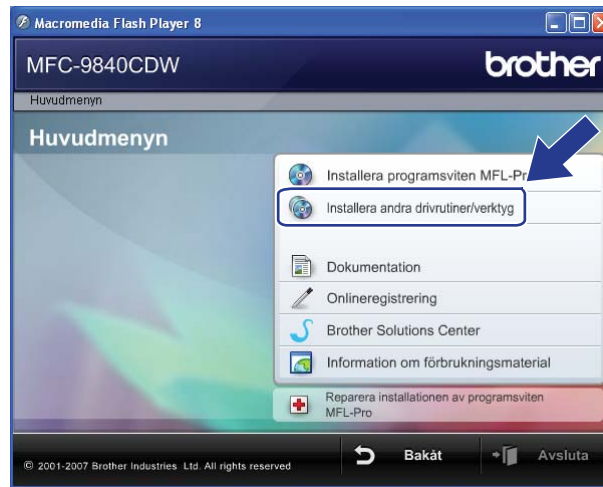 Macromedia Flash Player 8
MFC-9840CDW
brother
Huvudmenyn
Huvudmenyn
Installera programsviten MFL-Pr
Installera andra drivrutiner/verktyg
Dokumentation
Onlineregistrering
Brother Solutions Center
Information om förbrukningsmaterial
Reparera installationen av programsviten
MFL-Pro
© 2001-2007 Brother Industries Ltd. All rights reserved
Bakåt
Avsluta